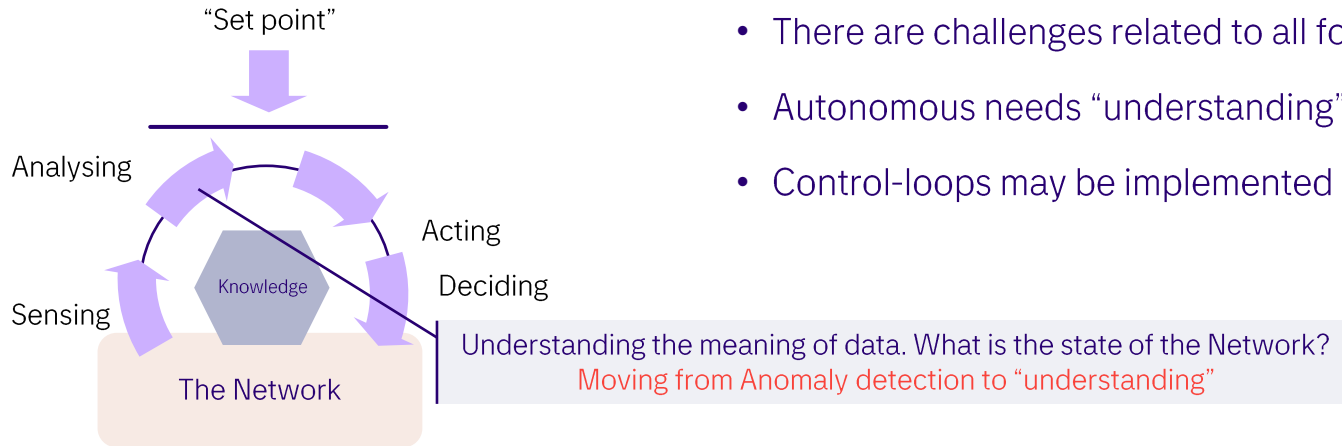 “Set point”
Analysing
Acting
Knowledge
Deciding
Sensing
The Network
• There are challenges related to all
• Autonomous needs “understanding”
• Control-loops may be implemented
Understanding the meaning of data. What is the state of the Network?
Moving from Anomaly detection to “understanding”